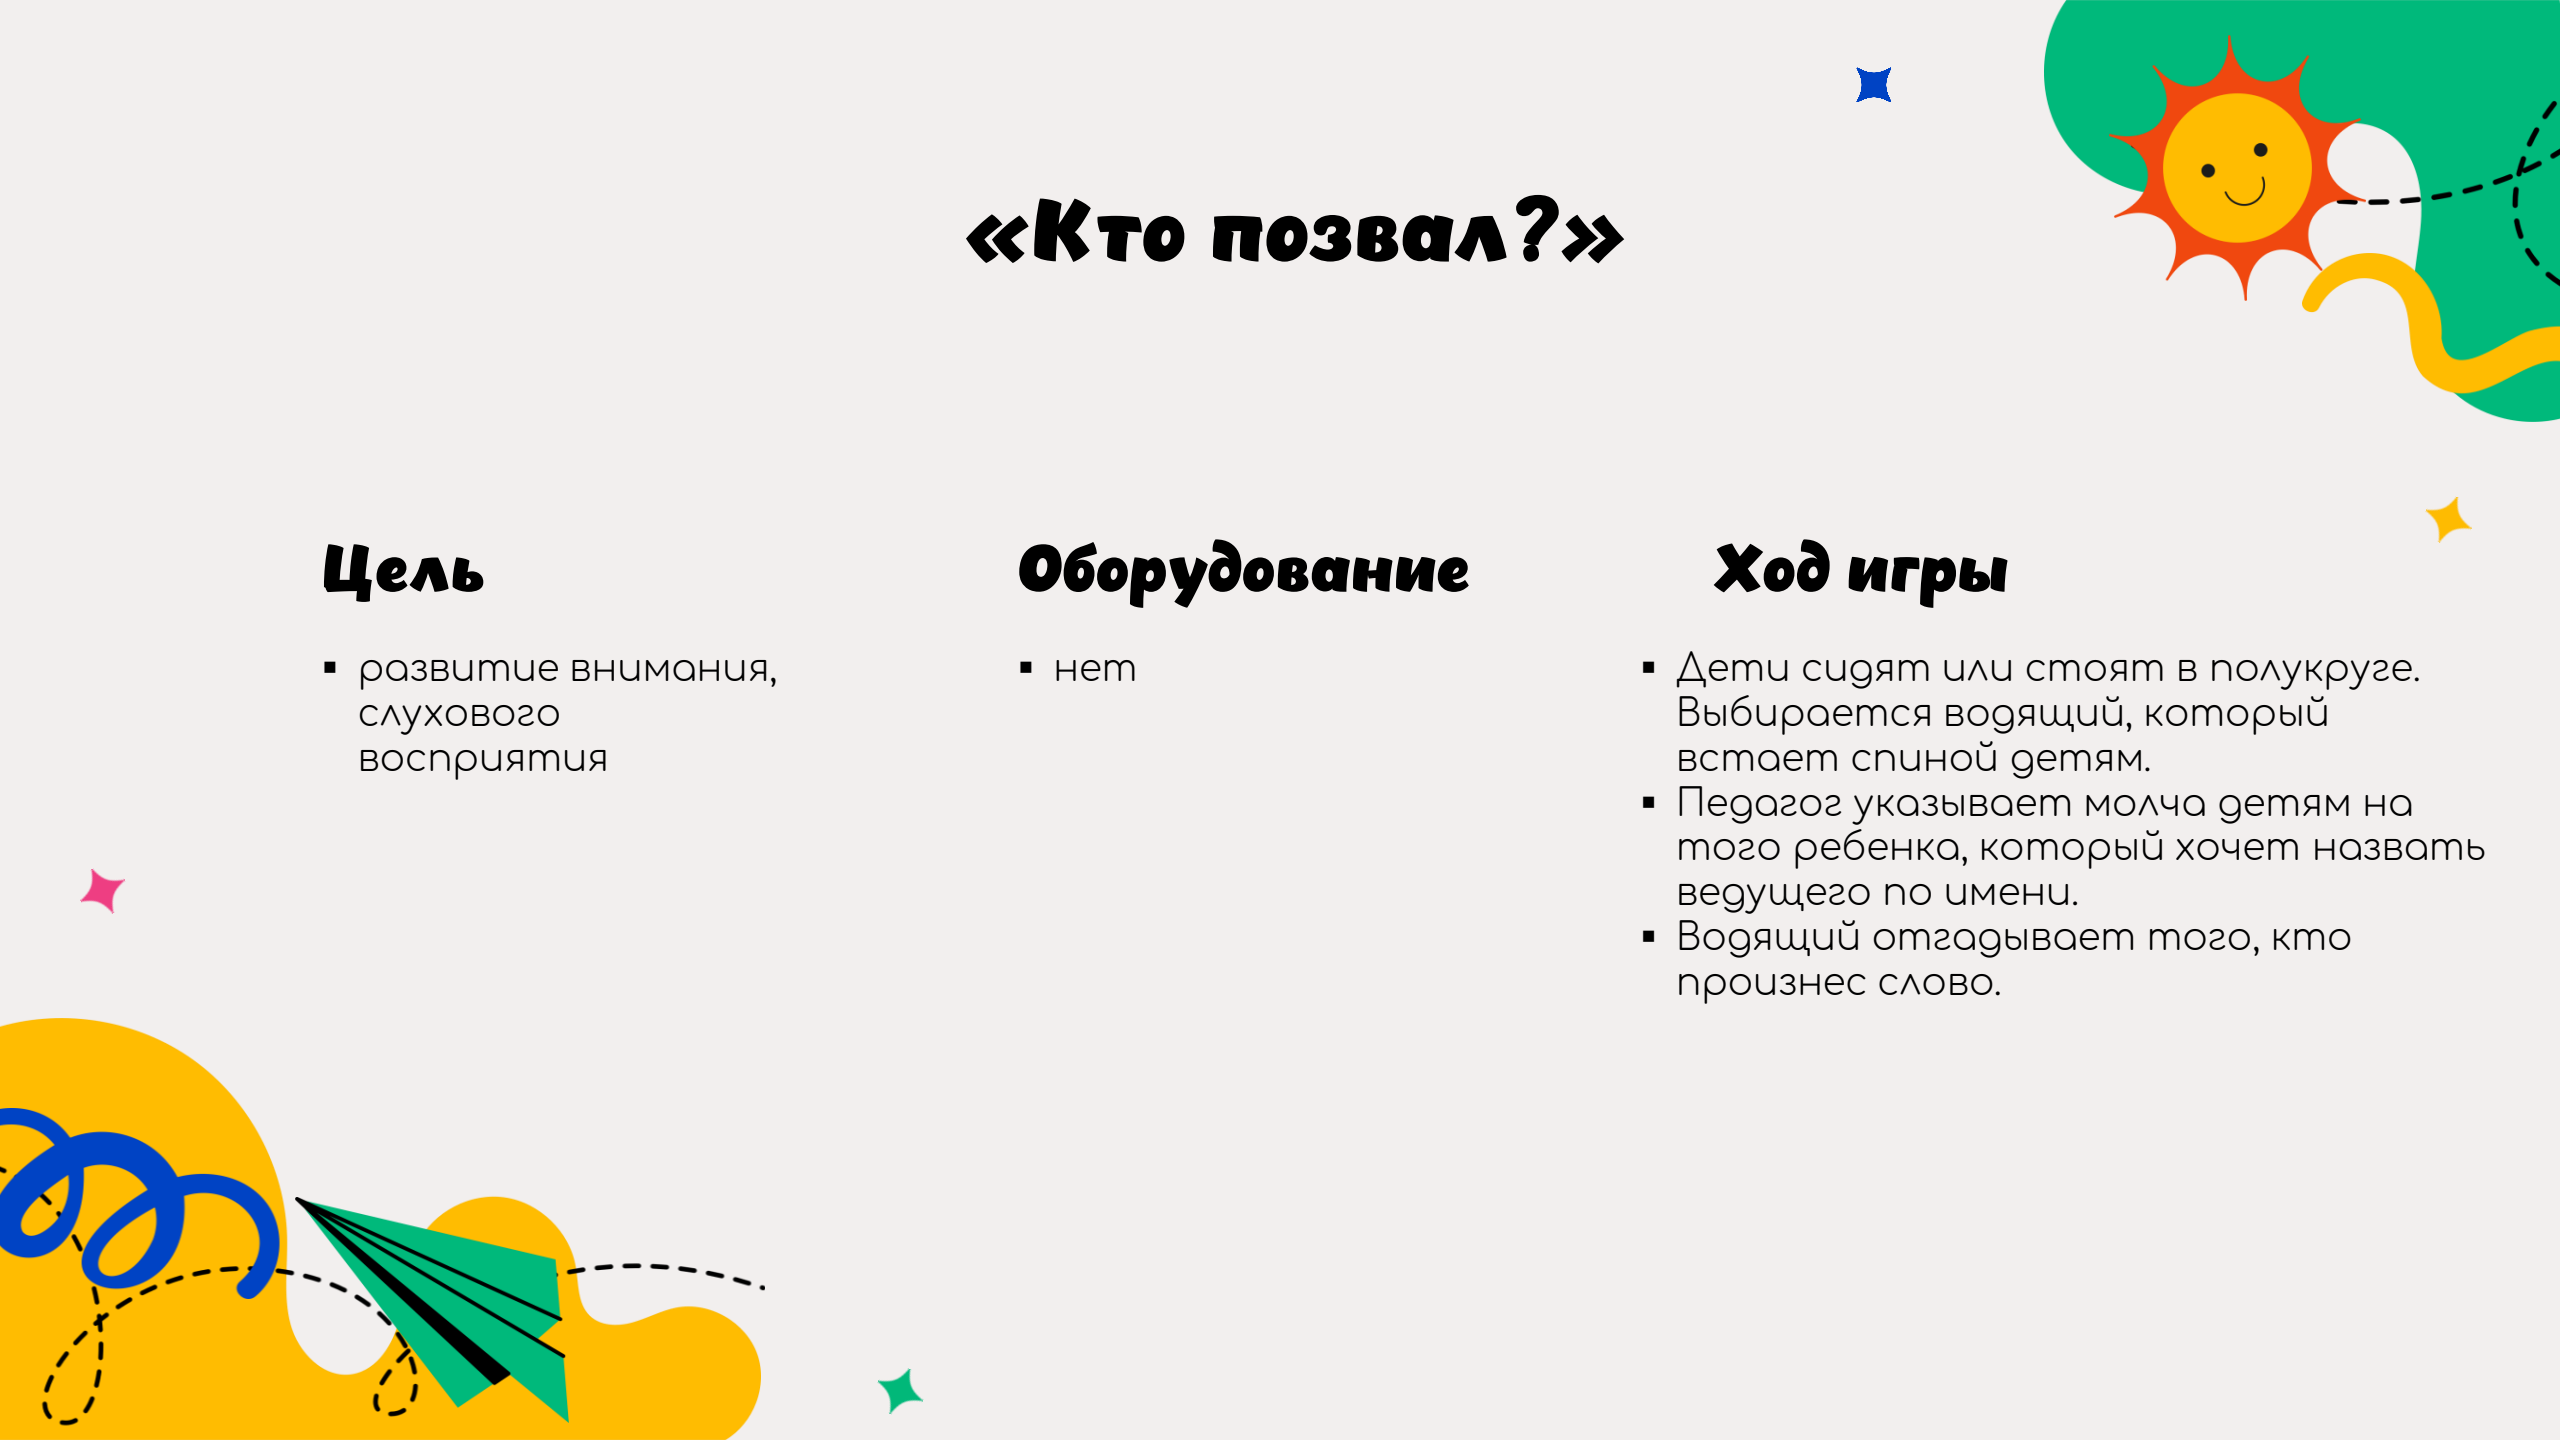 «Кто позвал?»
Цель
▪ развитие внимания,
слухового
восприятия
Оборудование
▪ нет
Ход игры
▪ Дети сидят или стоят в полукруге.
Выбирается водящий, который
встает спиной детям.
▪ Педагог указывает молча детям на
того ребенка, который хочет назвать
ведущего по имени.
▪ Водящий отгадывает того, кто
произнес слово.